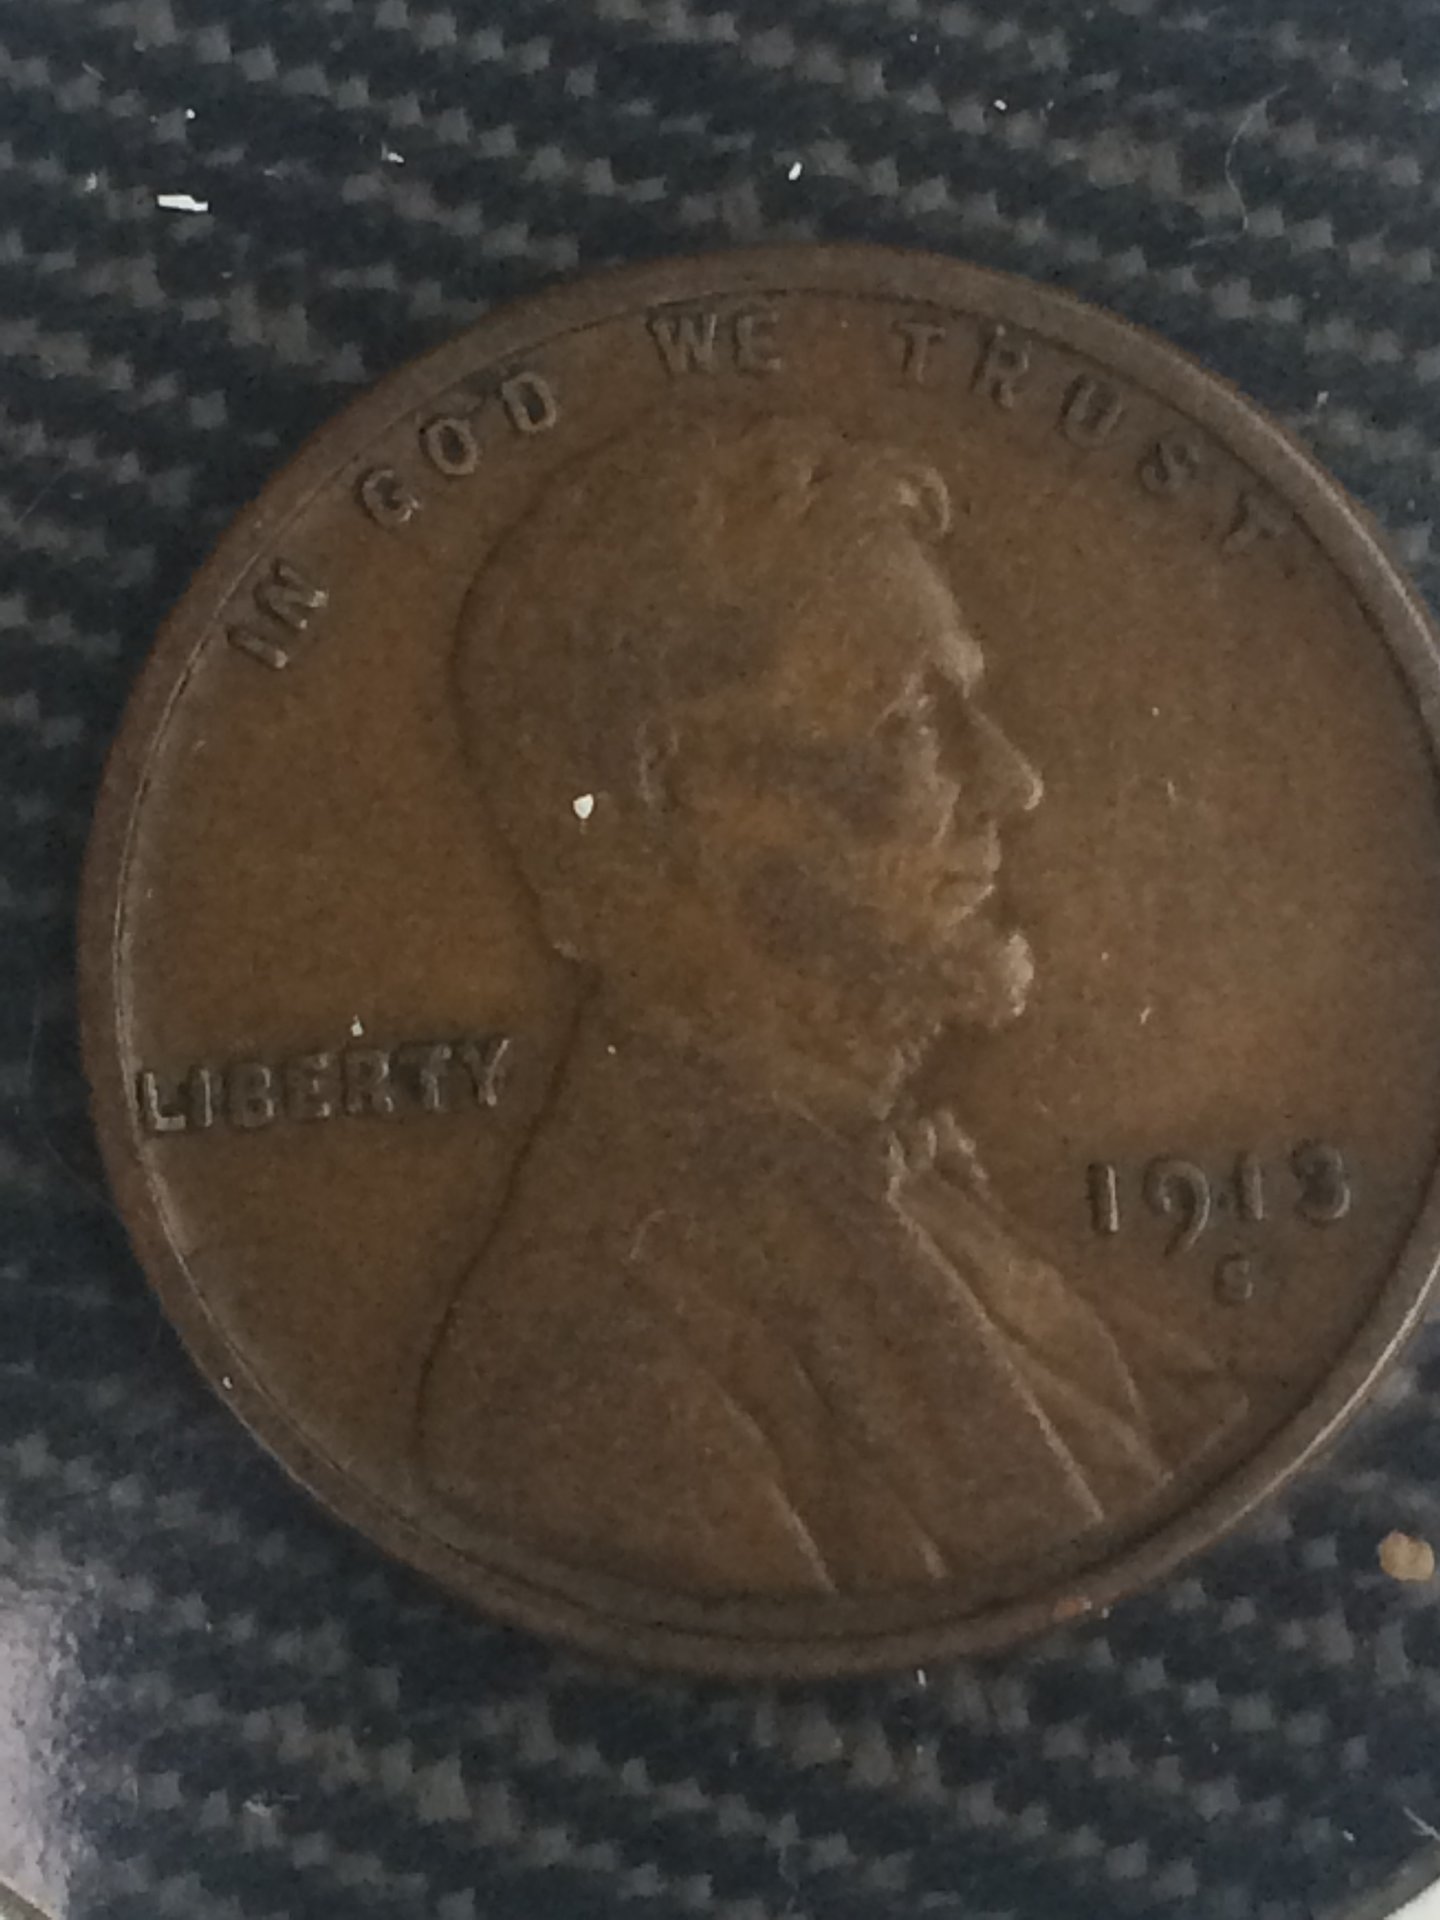 IN GOD WE TRUST
LIBERTY
1913
S